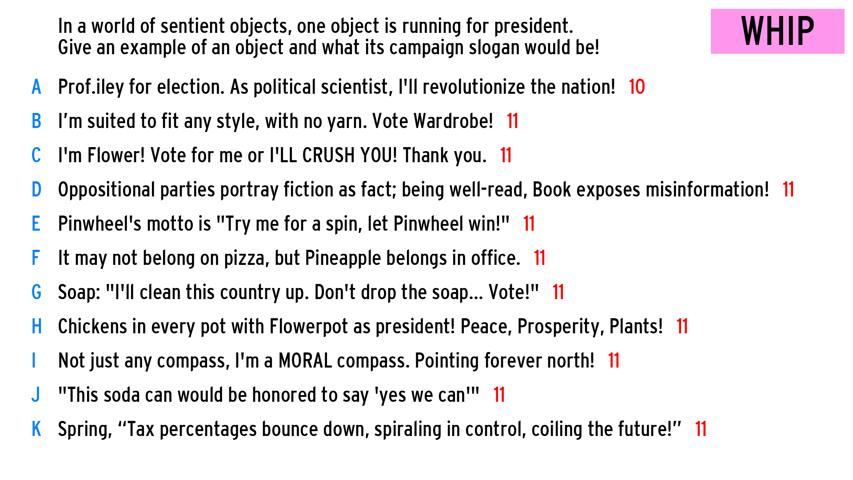 In a world of sentient objects, one object is running for president.
Give an example of an object and what its campaign slogan would be!
WHIP
A Prof.iley for election. As political scientist, I'll revolutionize the nation! 10
B I’m suited to fit any style, with no yarn. Vote Wardrobe! 11
C I'm Flower! Vote for me or I'LL CRUSH YOU! Thank you. 11
D Oppositional parties portray fiction as fact; being well-read, Book exposes misinformation! 11
E Pinwheel's motto is "Try me for a spin, let Pinwheel win!" 11
F It may not belong on pizza, but Pineapple belongs in office. 11
G Soap: "I'll clean this country up. Don't drop the soap... Vote!" 11
H Chickens in every pot with Flowerpot as president! Peace, Prosperity, Plants! 11
I Not just any compass, I'm a MORAL compass. Pointing forever north! 11
J "This soda can would be honored to say 'yes we can'" 11
K Spring, “Tax percentages bounce down, spiraling in control, coiling the future!” 11